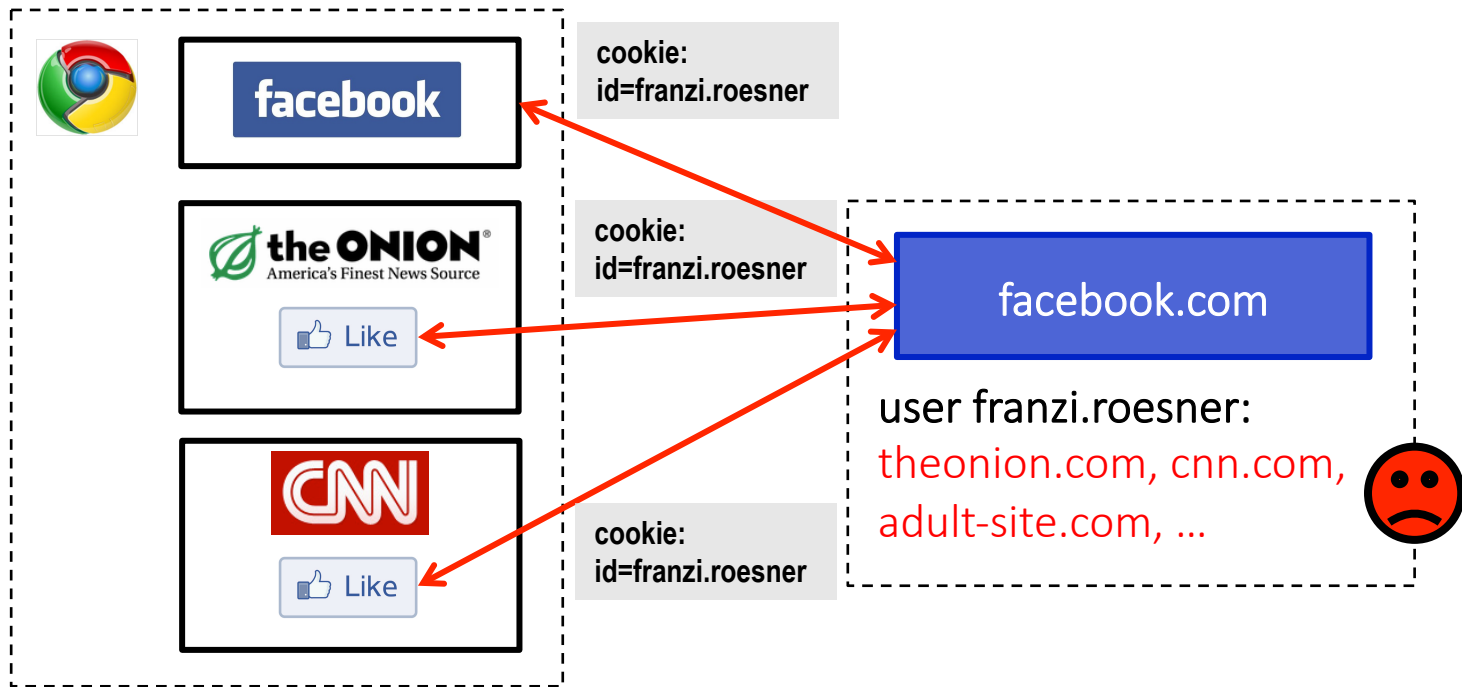 facebook
cookie:
id=franzi.roesner
the ONION®
America's Finest News Source
Like
cookie:
id=franzi.roesner
facebook.com
user franzi.roesner:
theonion.com, cnn.com,
adult-site.com, ...
CNN
Like
cookie:
id=franzi.roesner